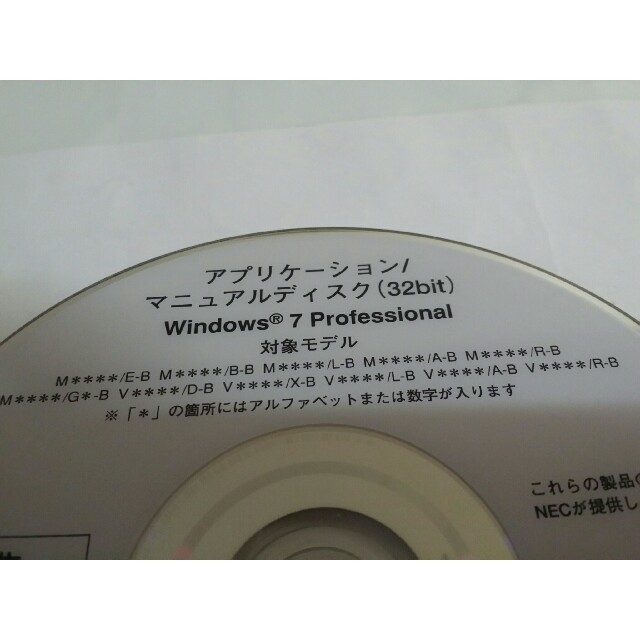 アプリケーション/
マニュアルディスク(32bit)
Windows® 7 Professional
対象モデル
M****/E-B M****/B-B M****/L-B M****/A-B M****/R-B
M****/G*-B V****/D-B V****/X-B V****/L-B V****/A-B V****/R-B
※「*」の箇所にはアルファベットまたは数字が入ります
これらの製品の
NECが提供し